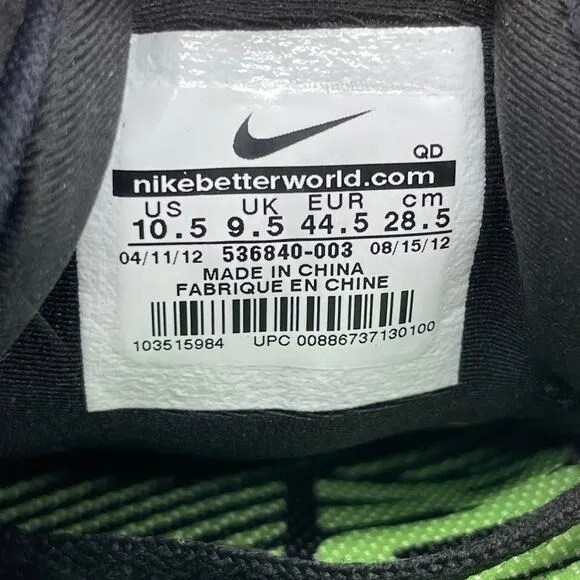 QD
nikebetterworld.com
US UK EUR cm
10.5 9.5 44.5 28.5
04/11/12 536840-003 08/15/12
MADE IN CHINA
FABRIQUE EN CHINE
103515984 UPC 00886737130100